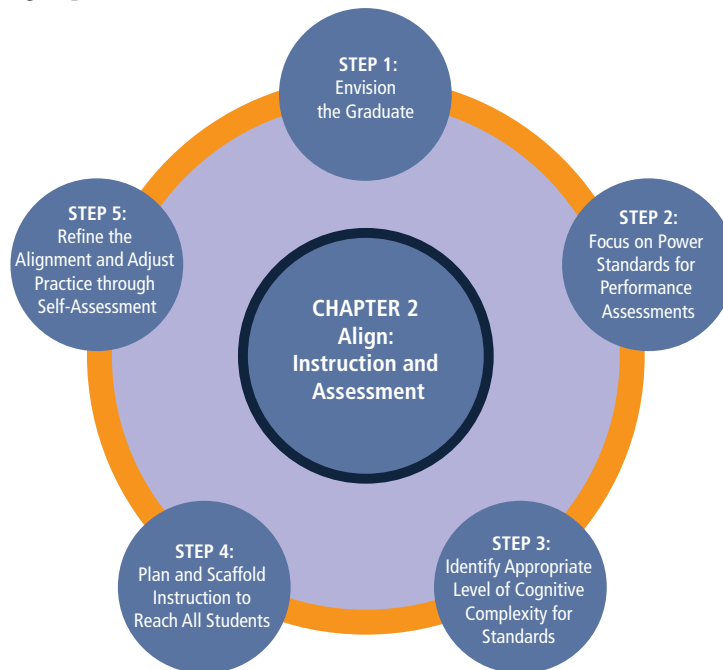 STEP 1:
Envision
the Graduate
STEP 2:
Focus on Power
Standards for
Performance
Assessments
STEP 3:
Identify Appropriate
Level of Cognitive
Complexity for
Standards
STEP 4:
Plan and Scaffold
Instruction to
Reach All Students
STEP 5:
Refine the
Alignment and Adjust
Practice through
Self-Assessment
CHAPTER 2
Align:
Instruction and
Assessment